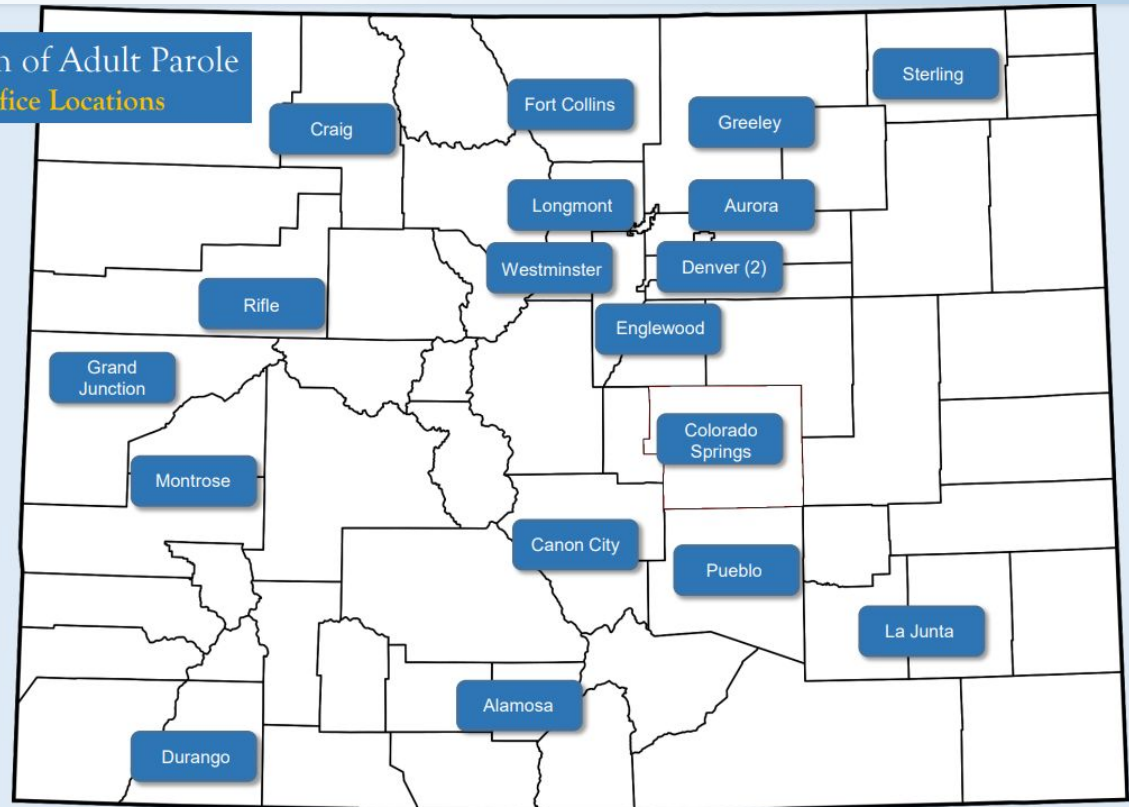 n of Adult Parole
fice Locations
Sterling
Fort Collins
Craig
Greeley
Longmont
Aurora
Westminster
Denver (2)
Rifle
Englewood
Grand
Junction
Colorado
Springs
Montrose
Canon City
Pueblo
La Junta
Alamosa
Durango